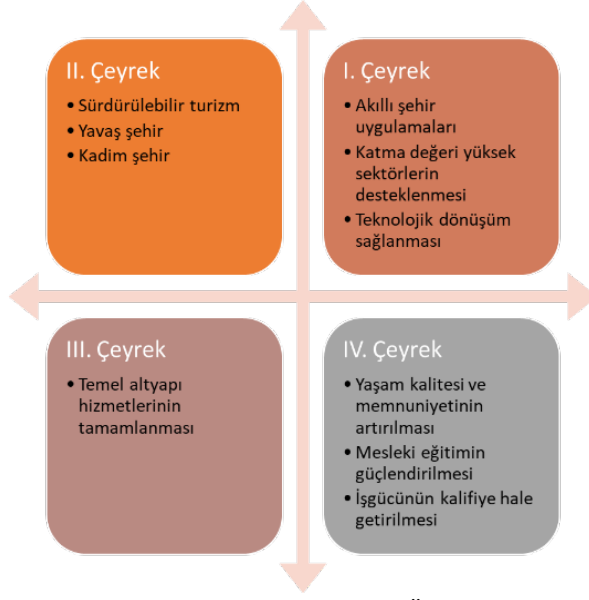 II. Çeyrek
• Sürdürülebilir turizm
• Yavaş şehir
• Kadim şehir
I. Çeyrek
• Akıllı şehir
uygulamaları
• Katma değeri yüksek
sektörlerin
desteklenmesi
• Teknolojik dönüşüm
sağlanması
III. Çeyrek
• Temel altyapı
hizmetlerinin
tamamlanması
IV. Çeyrek
• Yaşam kalitesi ve
memnuniyetinin
artırılması
• Mesleki eğitimin
güçlendirilmesi
• İşgücünün kalifiye hale
getirilmesi